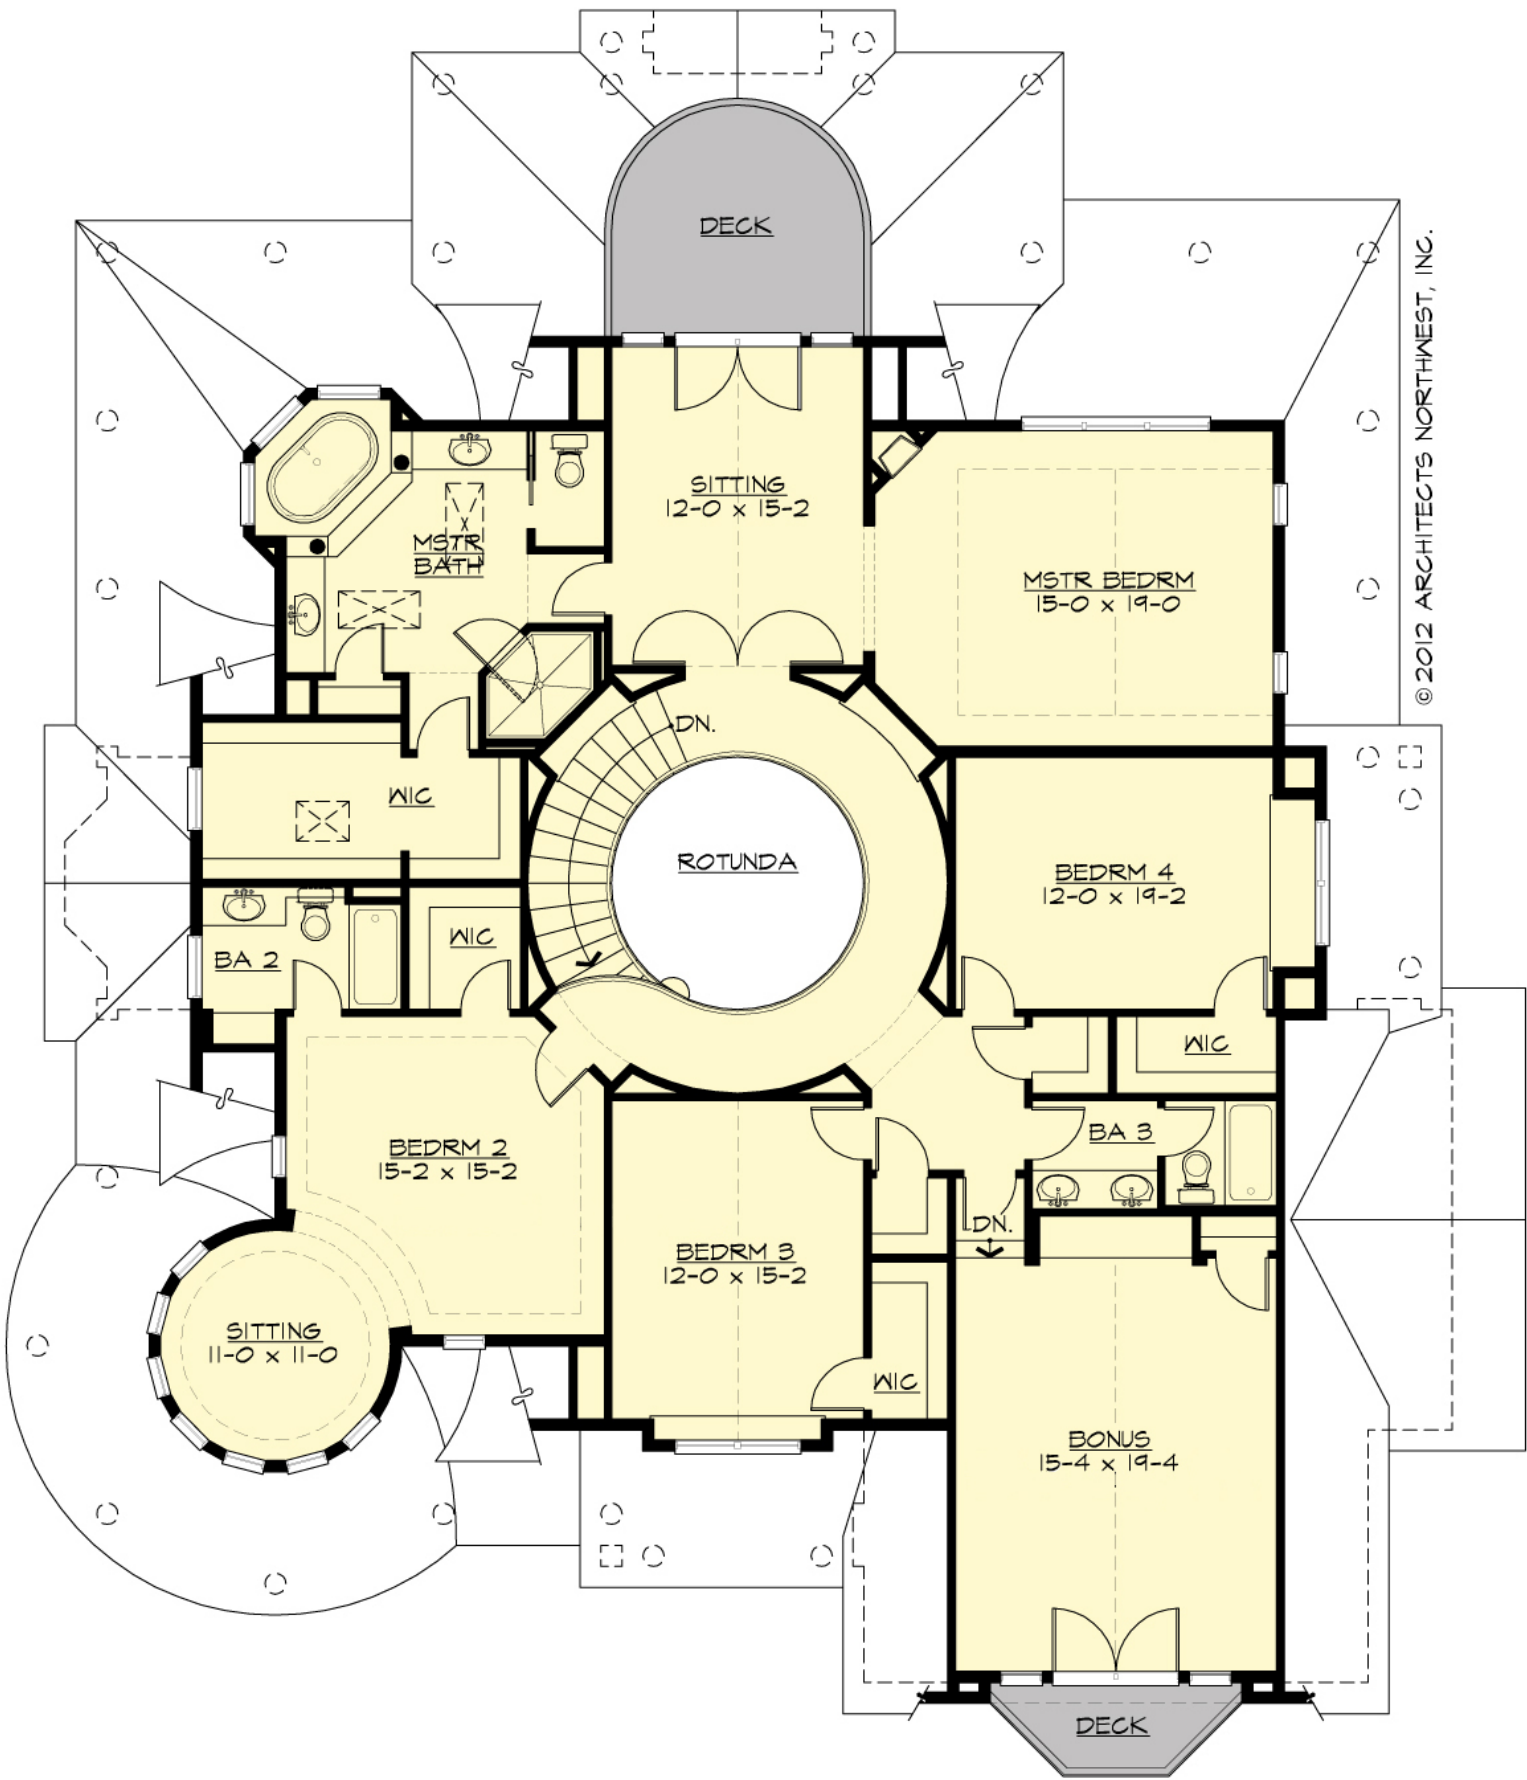 DECK
©2012 ARCHITECTS NORTHWEST, INC.
SITTING
12-0 x 15-2
MSTR
BATH
MSTR BEDRM
15-0 x 19-0
DN.
WIC
ROTUNDA
BEDRM 4
12-0 x 19-2
WIC
BA 2
WIC
BA 3
BEDRM 2
15-2 x 15-2
DN.
BEDRM 3
12-0 x 15-2
SITTING
11-0 x 11-0
WIC
BONUS
15-4 x 19-4
DECK